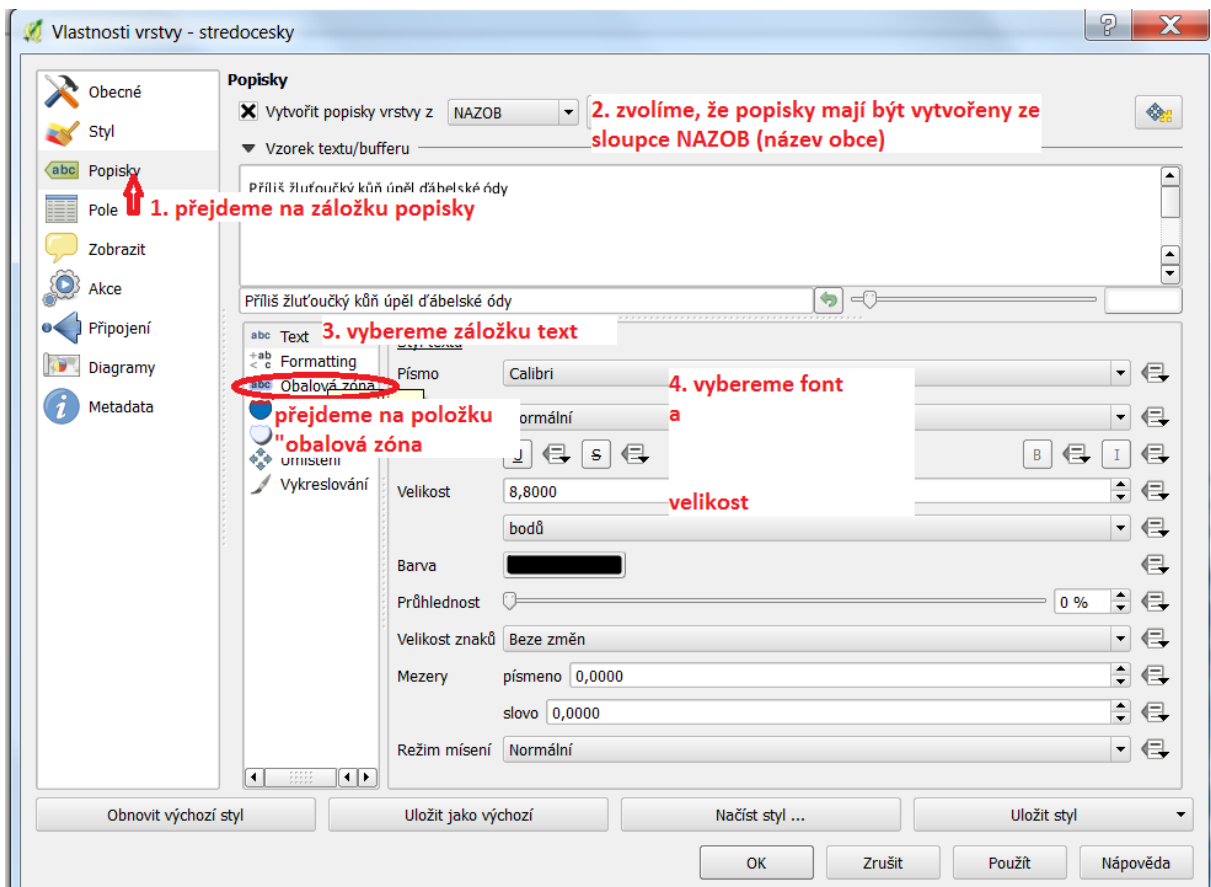 Vlastnosti vrstvy - stredocesky
Obecné
Styl
Popisky
Pole
Zobrazit
Akce
Připojení
Diagramy
Metadata
Popisky
Vytvořit popisky vrstvy z NAZOB
2. zvolíme, že popisky mají být vytvořeny ze
sloupce NAZOB (název obce)
Vzorek textu/bufferu
Příliš žluťoučký kůň úpěl ďábelské ódy
1. přejdeme na záložku popisky
Příliš žluťoučký kůň úpěl ďábelské ódy
abc Text
3. vybereme záložku text
Formatting
abc Obalová zóna
přejdeme na položku
"obalová zóna
Umístění
Vykreslování
Styl textu
Písmo Calibri
4. vybereme font
a
velikost
ormální
U S B I
Velikost 8,8000
bodů
Barva
Průhlednost 0 %
Velikost znaků Beze změn
Mezery písmeno 0,0000
slovo 0,0000
Režim mísení Normální
Obnovit výchozí styl Uložit jako výchozí Načíst styl ... Uložit styl
OK Zrušit Použít Nápověda